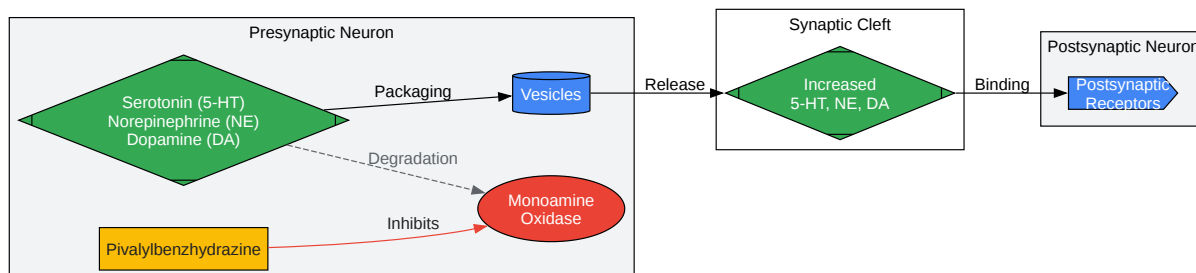 Presynaptic Neuron
Serotonin (5-HT)
Norepinephrine (NE)
Dopamine (DA)
Packaging
Vesicles
Degradation
Monoamine
Oxidase
Inhibits
Pivalylbenzhydrazine
Release
Synaptic Cleft
Increased
5-HT, NE, DA
Binding
Postsynaptic Neuron
Postsynaptic
Receptors